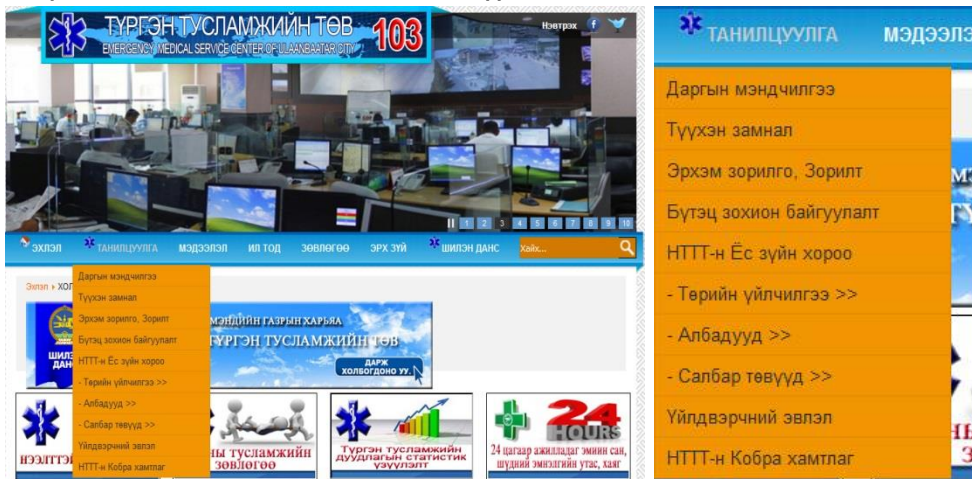 ТҮРГЭН ТУСЛАМЖИЙН ТӨВ 103
EMERGENCY MEDICAL SERVICE CENTER OF ULAANBAATAR CITY
Нэвтрэх
1 2 3 4 5 6 7 8 9 10
ЭХЛЭЛ ТАНИЛЦУУЛГА МЭДЭЭЛЭЛ ИЛ ТОД ЗӨВЛӨГӨӨ ЭРХ ЗҮЙ ШИЛЭН ДАНС Хайх...
Эхлэл
Даргын мэндчилгээ
Түүхэн замнал
Эрхэм зорилго, Зорилт
Бүтэц зохион байгуулалт
НТТТ-н Ёс зүйн хороо
- Төрийн үйлчилгээ >>
- Албадууд >>
- Салбар төвүүд >>
Үйлдвэрчний эвлэл
НТТТ-н Кобра хамтлаг
ГАЗРЫН ХАРЬЯА
ТҮРГЭН ТУСЛАМЖИЙН ТӨВ
ДАРЖ
ХОЛБОГДОНО УУ.
ТУСЛАМЖИЙН
ЗӨВЛӨГӨӨ
Түргэн тусламжийн
дуудлагын статистик
үзүүлэлт
24 HOURS
24 цагаар ажилладаг эмийн сан,
шүдний эмнэлгийн утас, хаяг
ТАНИЛЦУУЛГА
Даргын мэндчилгээ
Түүхэн замнал
Эрхэм зорилго, Зорилт
Бүтэц зохион байгуулалт
НТТТ-н Ёс зүйн хороо
- Төрийн үйлчилгээ >>
- Албадууд >>
- Салбар төвүүд >>
Үйлдвэрчний эвлэл
НТТТ-н Кобра хамтлаг